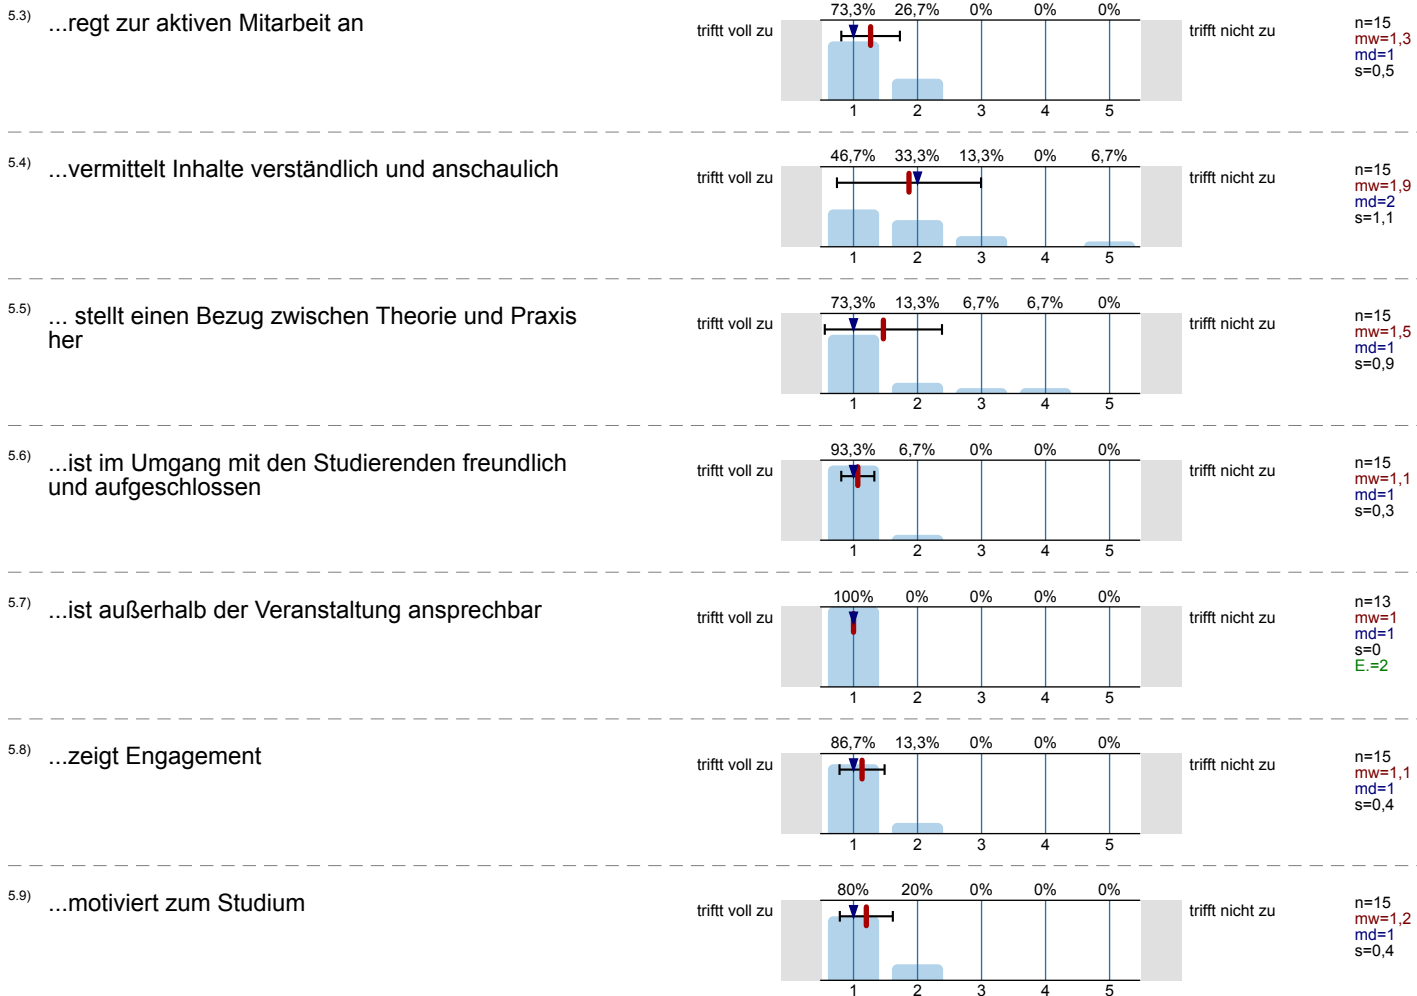 5.3) ...regt zur aktiven Mitarbeit an
73,3% 26,7% 0% 0% 0%
triftt voll zu trifft nicht zu
n=15
mw=1,3
md=1
s=0,5
1 2 3 4 5
5.4) ...vermittelt Inhalte verständlich und anschaulich
46,7% 33,3% 13,3% 0% 6,7%
triftt voll zu trifft nicht zu
n=15
mw=1,9
md=2
s=1,1
1 2 3 4 5
5.5) ... stellt einen Bezug zwischen Theorie und Praxis
her
73,3% 13,3% 6,7% 6,7% 0%
triftt voll zu trifft nicht zu
n=15
mw=1,5
md=1
s=0,9
1 2 3 4 5
5.6) ...ist im Umgang mit den Studierenden freundlich
und aufgeschlossen
93,3% 6,7% 0% 0% 0%
triftt voll zu trifft nicht zu
n=15
mw=1,1
md=1
s=0,3
1 2 3 4 5
5.7) ...ist außerhalb der Veranstaltung ansprechbar
100% 0% 0% 0% 0%
triftt voll zu trifft nicht zu
n=13
mw=1
md=1
s=0
E.=2
1 2 3 4 5
5.8) ...zeigt Engagement
86,7% 13,3% 0% 0% 0%
triftt voll zu trifft nicht zu
n=15
mw=1,1
md=1
s=0,4
1 2 3 4 5
5.9) ...motiviert zum Studium
80% 20% 0% 0% 0%
triftt voll zu trifft nicht zu
n=15
mw=1,2
md=1
s=0,4
1 2 3 4 5